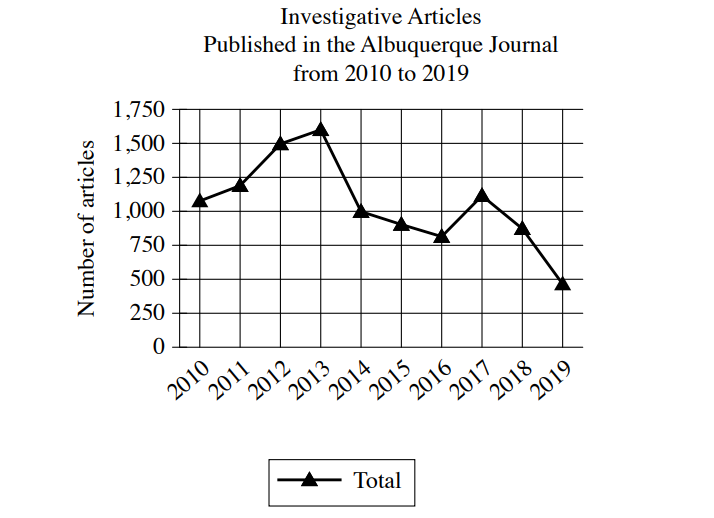 Investigative Articles
Published in the Albuquerque Journal
from 2010 to 2019
Number of articles
1,750
1,500
1,250
1,000
750
500
250
0
2010 2011 2012 2013 2014 2015 2016 2017 2018 2019
Total